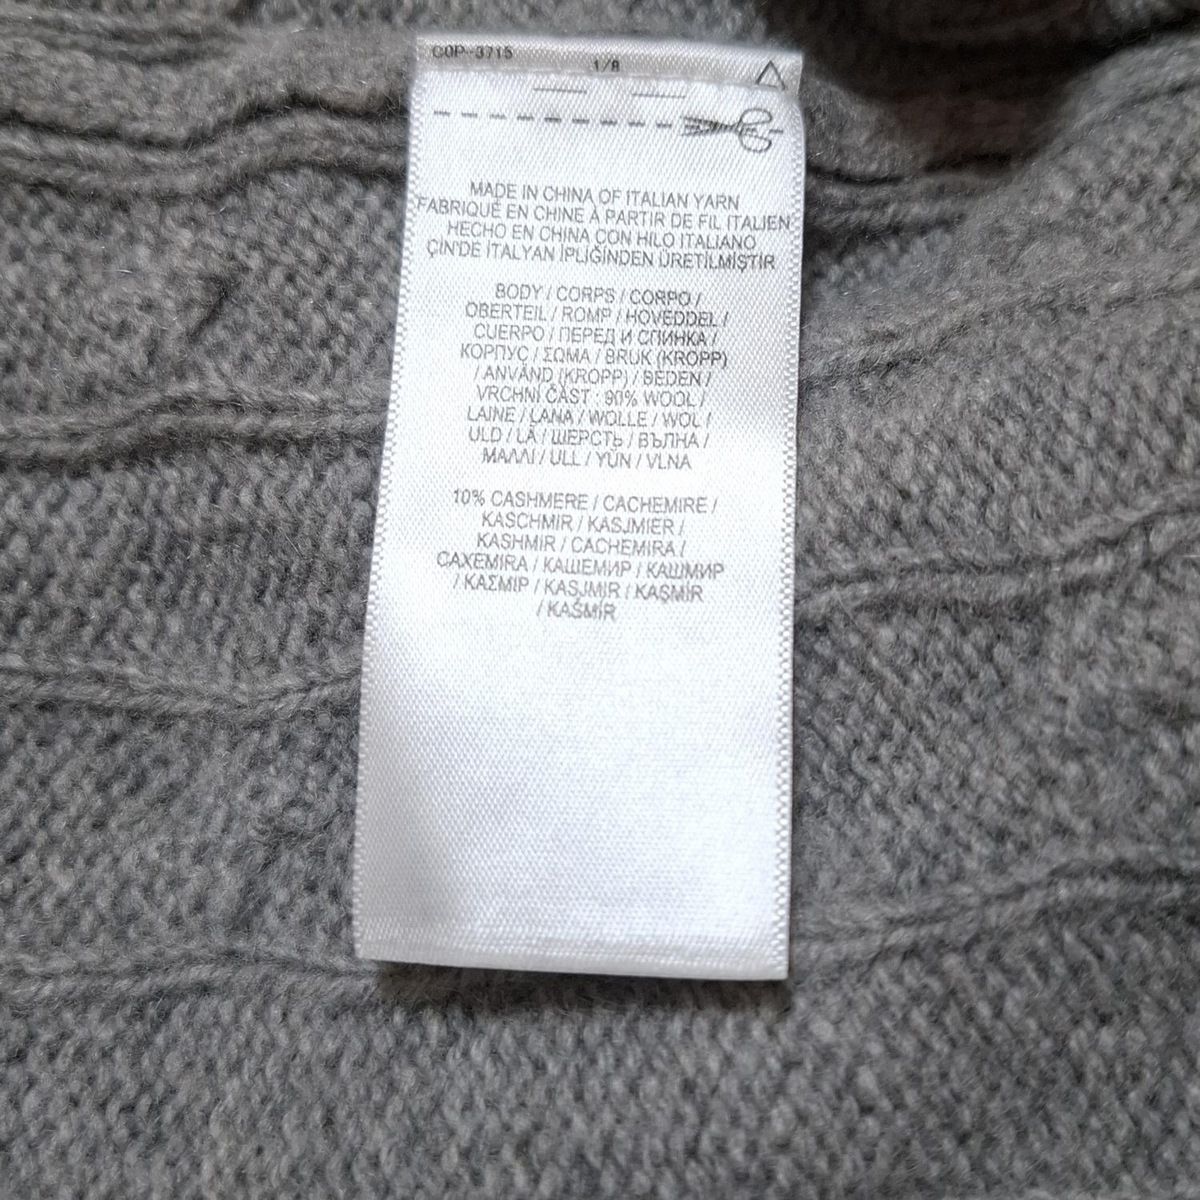 COP-3715
1/8
MADE IN CHINA OF ITALIAN YARN
FABRIQUÉ EN CHINE À PARTIR DE FIL ITALIEN
HECHO EN CHINA CON HILO ITALIANO
ÇİN'DE İTALYAN İPLİĞİNDEN ÜRETİLMİŞTİR
BODY / CORPS / CORPO /
OBERTEIL / ROMP / HOVEDDEL /
CUERPO / ПЕРЕД И СПИНКА /
КОРПУС / ΣΩΜΑ / BRUK (KROPP)
/ ANVÄND (KROPP) / BEDEN /
VRCHNI ČÁST : 90% WOOL /
LAINE / LANA / WOLLE / WOL /
ULD / LÃ / ШЕРСТЬ / ВЪЛНА /
ΜΑΛΛΙ / ULL / YÜN / VLNA
10% CASHMERE / CACHEMIRE /
KASCHMIR / KASJMIER /
KASHMIR / CACHEMIRA /
CAXEMIRA / КАШЕМИР / КАШМИР
/ ΚΑΣΜΙΡ / KASJMIR / KAŞMİR
/ KAŠMÍR